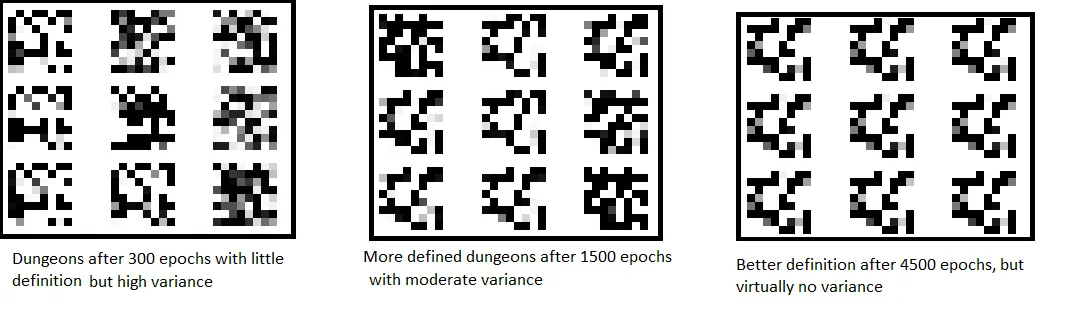 Dungeons after 300 epochs with little
definition but high variance
More defined dungeons after 1500 epochs
with moderate variance
Better definition after 4500 epochs, but
virtually no variance